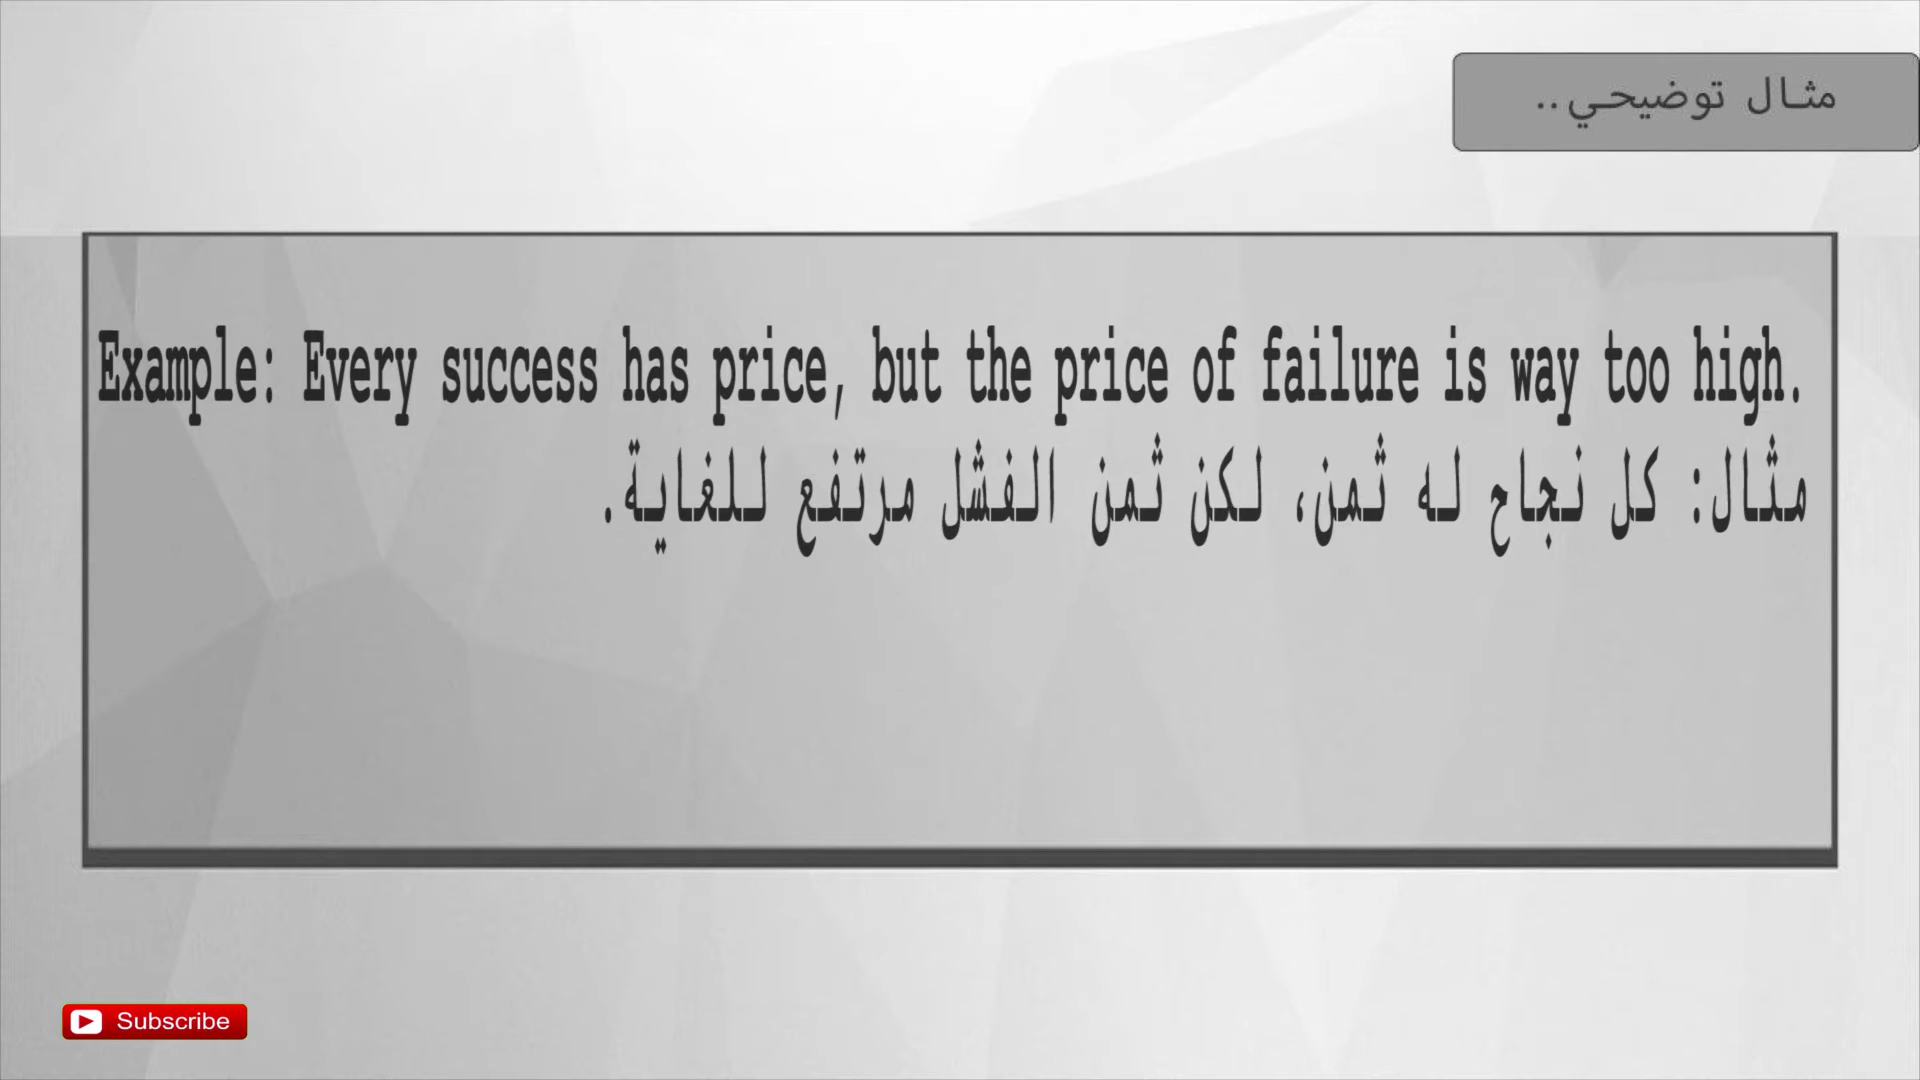 مثال توضيحي..
Example: Every success has price, but the price of failure is way too high.
مثال: كل نجاح له ثمن، لكن ثمن الفشل مرتفع للغاية.
Subscribe